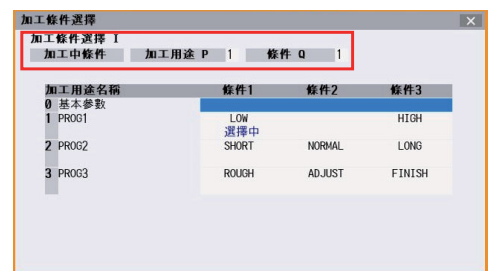 加工條件選擇
加工條件選擇 I
加工中條件 加工用途 P 1 條件 Q 1
加工用途名稱 條件1 條件2 條件3
0 基本參數
1 PROG1 LOW HIGH
選擇中
2 PROG2 SHORT NORMAL LONG
3 PROG3 ROUGH ADJUST FINISH